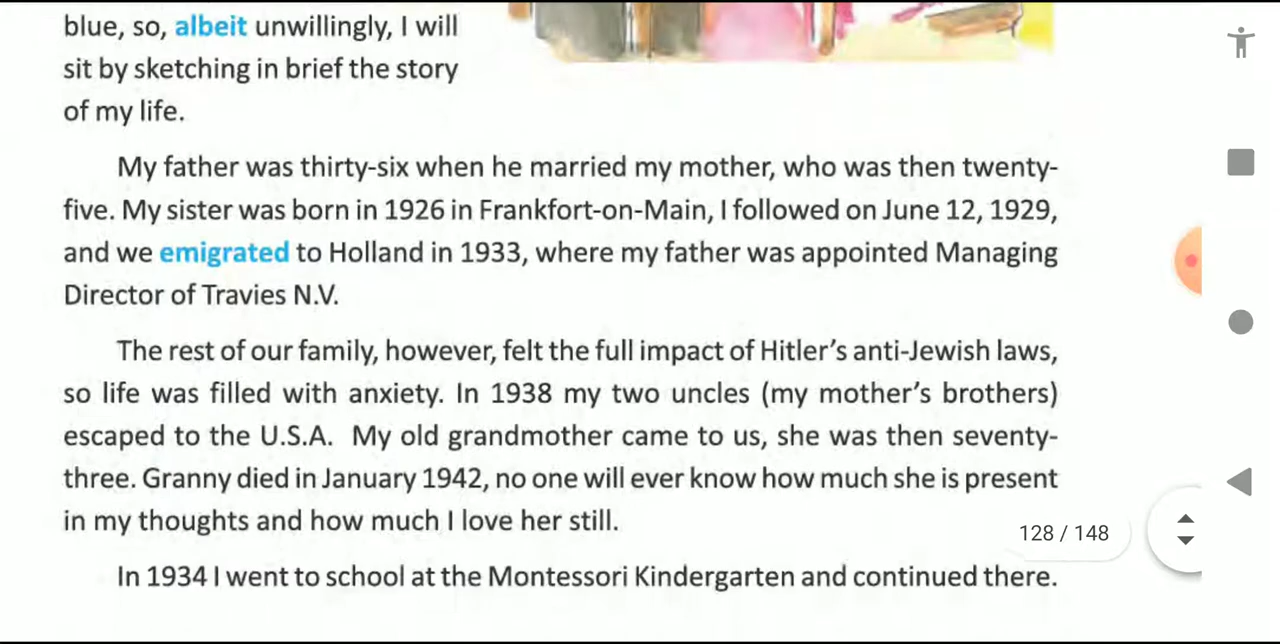 blue, so, albeit unwillingly, I will
sit by sketching in brief the story
of my life.
My father was thirty-six when he married my mother, who was then twenty-
five. My sister was born in 1926 in Frankfort-on-Main, I followed on June 12, 1929,
and we emigrated to Holland in 1933, where my father was appointed Managing
Director of Travies N.V.
The rest of our family, however, felt the full impact of Hitler’s anti-Jewish laws,
so life was filled with anxiety. In 1938 my two uncles (my mother’s brothers)
escaped to the U.S.A. My old grandmother came to us, she was then seventy-
three. Granny died in January 1942, no one will ever know how much she is present
in my thoughts and how much I love her still.
128 / 148
In 1934 I went to school at the Montessori Kindergarten and continued there.